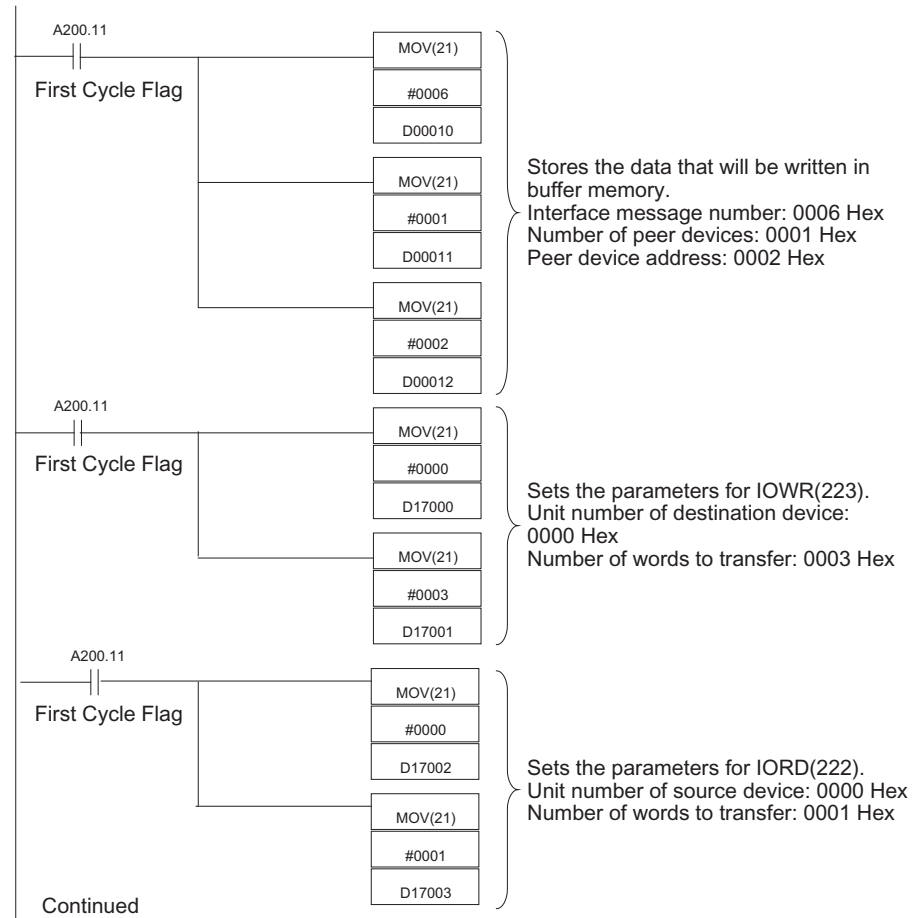 A200.11
First Cycle Flag
MOV(21)
#0006
D00010
MOV(21)
#0001
D00011
MOV(21)
#0002
D00012
Stores the data that will be written in
buffer memory.
Interface message number: 0006 Hex
Number of peer devices: 0001 Hex
Peer device address: 0002 Hex
A200.11
First Cycle Flag
MOV(21)
#0000
D17000
MOV(21)
#0003
D17001
Sets the parameters for IOWR(223).
Unit number of destination device:
0000 Hex
Number of words to transfer: 0003 Hex
A200.11
First Cycle Flag
MOV(21)
#0000
D17002
MOV(21)
#0001
D17003
Sets the parameters for IORD(222).
Unit number of source device: 0000 Hex
Number of words to transfer: 0001 Hex
Continued